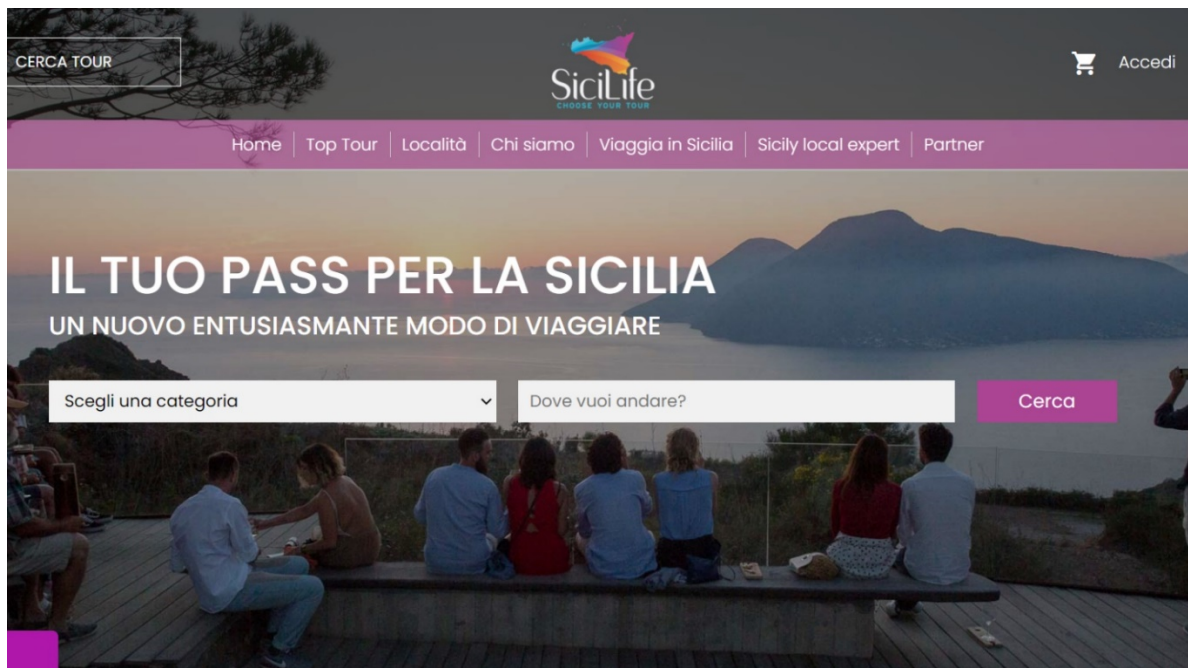 CERCA TOUR
SiciLife
CHOOSE YOUR TOUR
Accedi
Home
Top Tour
Località
Chi siamo
Viaggia in Sicilia
Sicily local expert
Partner
IL TUO PASS PER LA SICILIA
UN NUOVO ENTUSIASMANTE MODO DI VIAGGIARE
Scegli una categoria
Dove vuoi andare?
Cerca